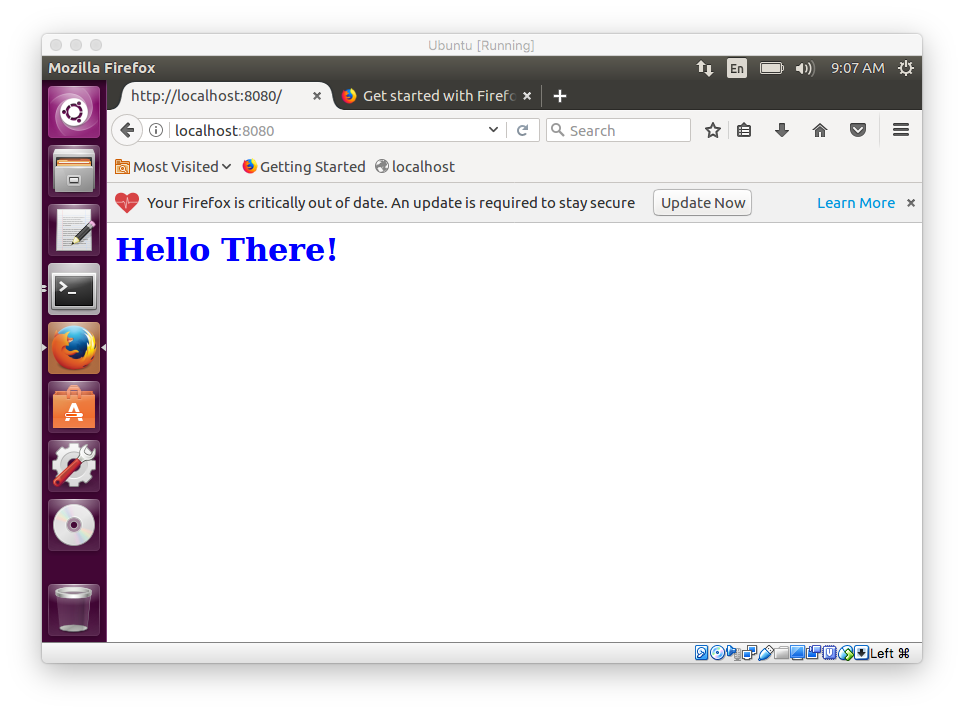 Ubuntu [Running]
Mozilla Firefox
En
9:07 AM
http://localhost:8080/
Get started with Firefo
localhost:8080
Search
Most Visited
Getting Started
localhost
Your Firefox is critically out of date. An update is required to stay secure
Update Now
Learn More
Hello There!
Left ⌘